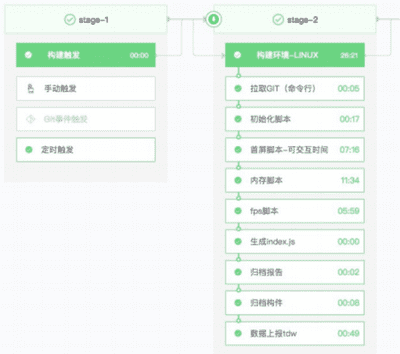 stage-1
构建触发 00:00
手动触发
Git事件触发
定时触发
stage-2
构建环境-LINUX 26:21
拉取GIT（命令行） 00:05
初始化脚本 00:17
首屏脚本-可交互时间 07:16
内存脚本 11:34
fps脚本 05:59
生成index.js 00:00
归档报告 00:02
归档构件 00:06
数据上报tdw 00:49